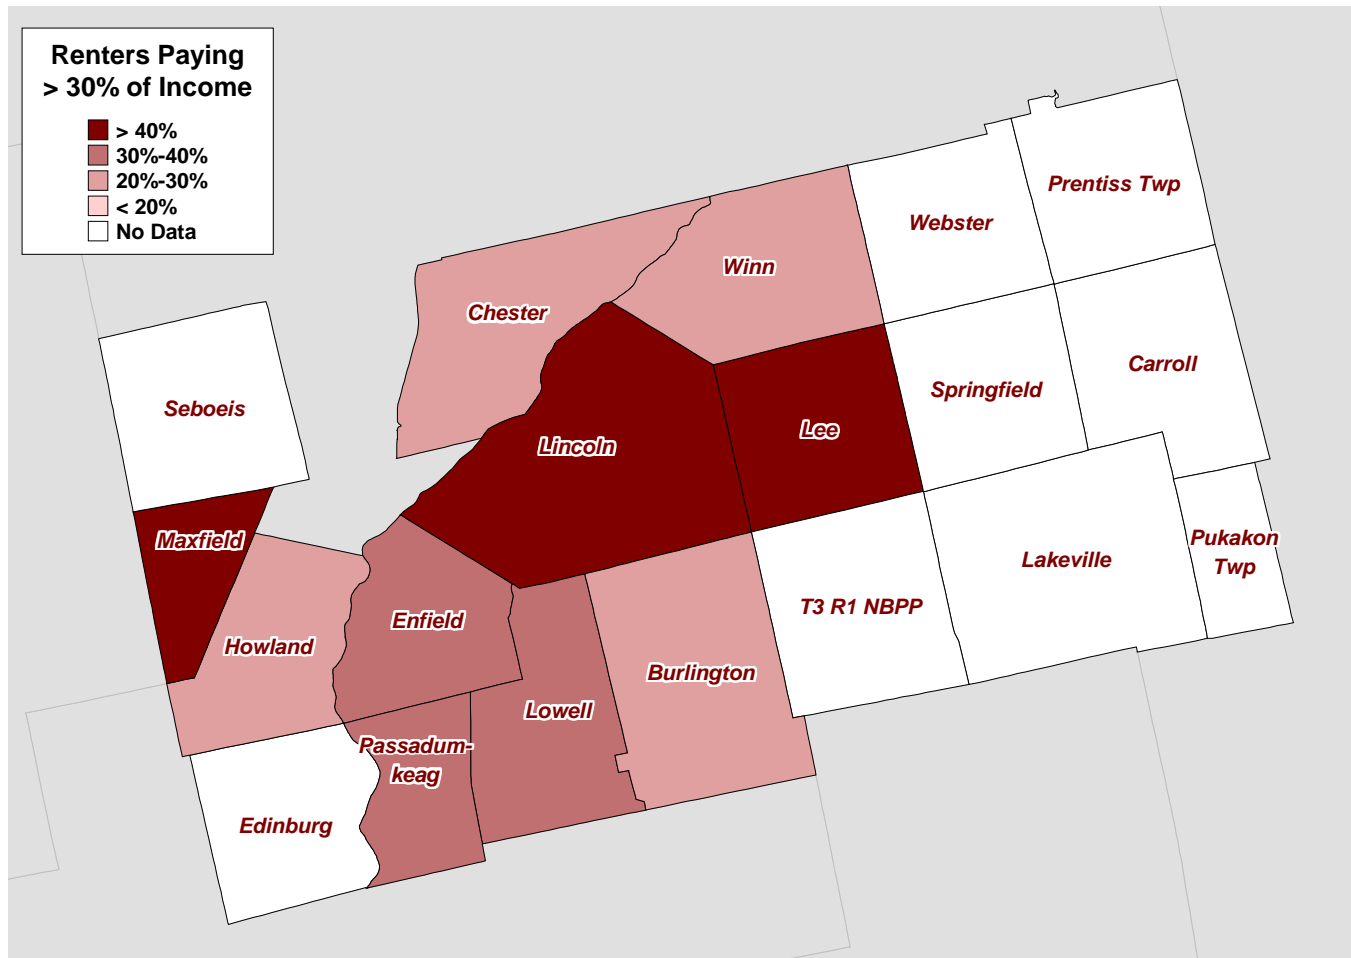 Renters Paying
> 30% of Income
> 40%
30%-40%
20%-30%
< 20%
No Data
Prentiss Twp
Webster
Winn
Chester
Carroll
Springfield
Seboeis
Lee
Lincoln
Maxfield
Pukakon
Twp
Lakeville
T3 R1 NBPP
Enfield
Howland
Burlington
Lowell
Passadum-
keag
Edinburg